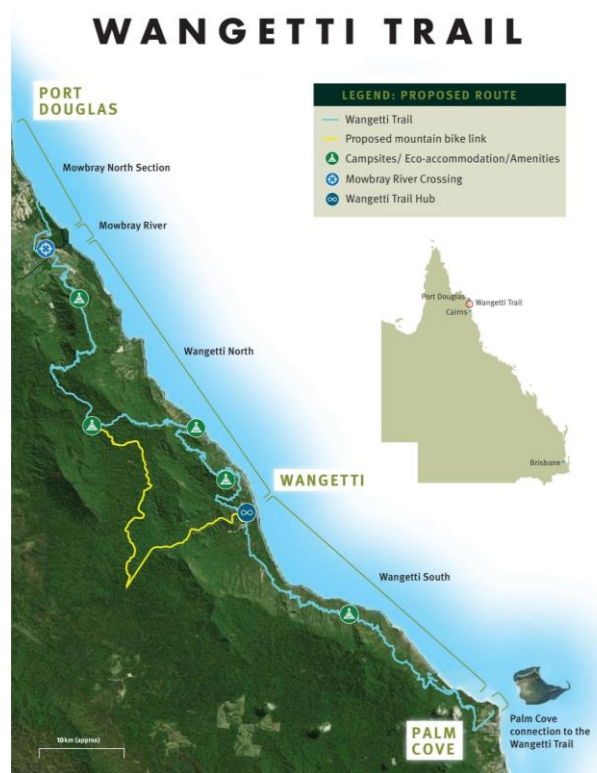 WANGETTI TRAIL
PORT
DOUGLAS
LEGEND: PROPOSED ROUTE
Wangetti Trail
Proposed mountain bike link
Campsites/ Eco-accommodation/Amenities
Mowbray River Crossing
Wangetti Trail Hub
Mowbray North Section
Mowbray River
Port Douglas
Wangetti Trail
Cairns
Wangetti North
Brisbane
WANGETTI
Wangetti South
Palm Cove
connection to the
Wangetti Trail
PALM
COVE
10km (approx)